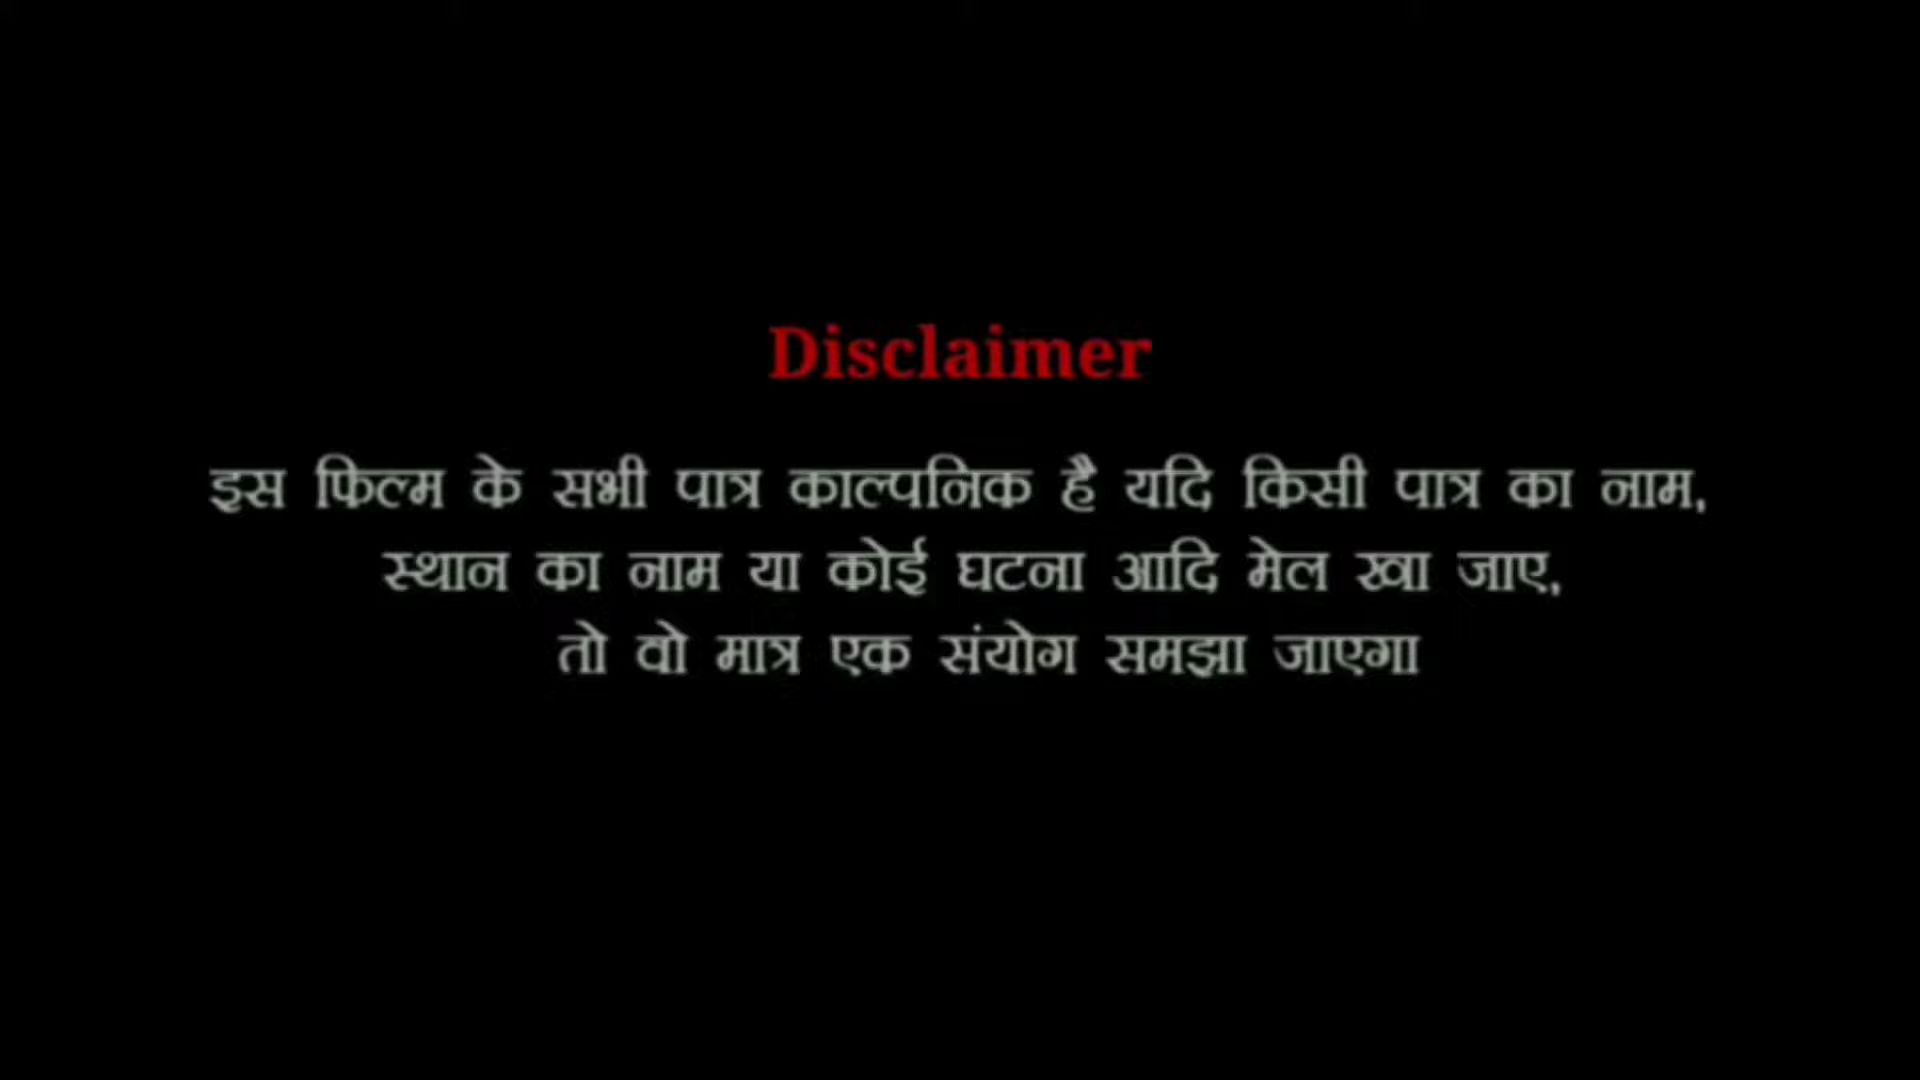 Disclaimer
इस फिल्म के सभी पात्र काल्पनिक है यदि किसी पात्र का नाम,
स्थान का नाम या कोई घटना आदि मेल खा जाए,
तो वो मात्र एक संयोग समझा जाएगा